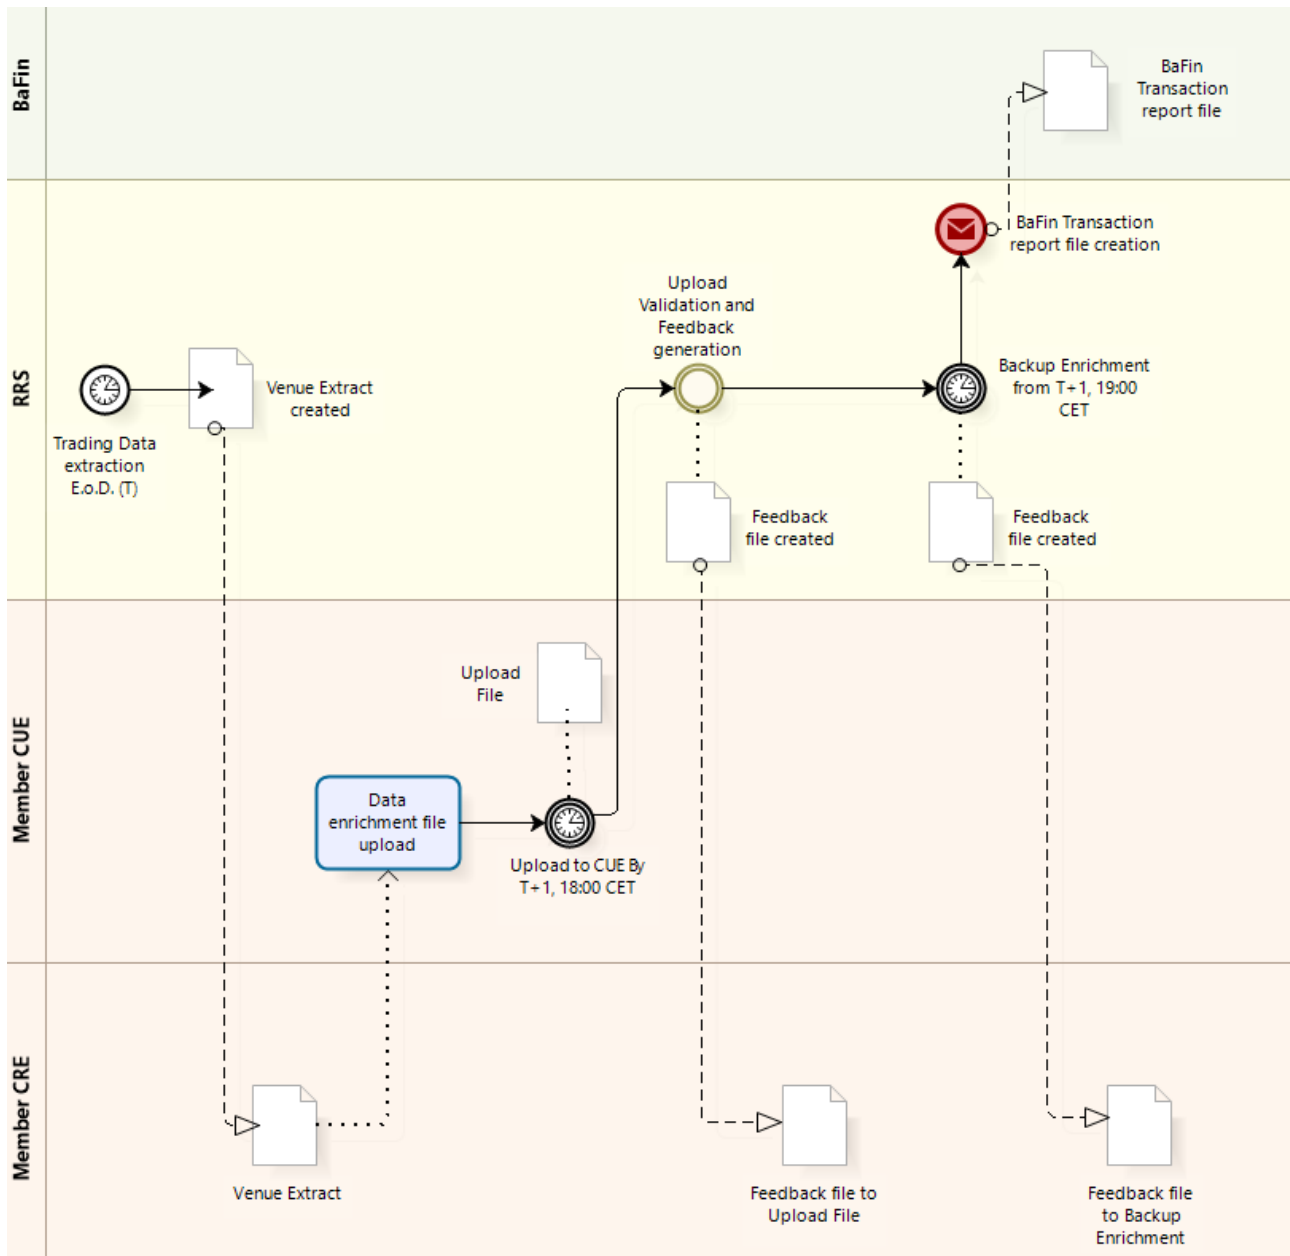 BaFin
BaFin
Transaction
report file
RRS
BaFin Transaction
report file creation
Upload
Validation and
Feedback
generation
Backup Enrichment
from T+1, 19:00
CET
Venue Extract
created
Trading Data
extraction
E.o.D. (T)
Feedback
file created
Feedback
file created
Member CUE
Upload
File
Data
enrichment file
upload
Upload to CUE By
T+1, 18:00 CET
Member CRE
Venue Extract
Feedback file to
Upload File
Feedback file
to Backup
Enrichment